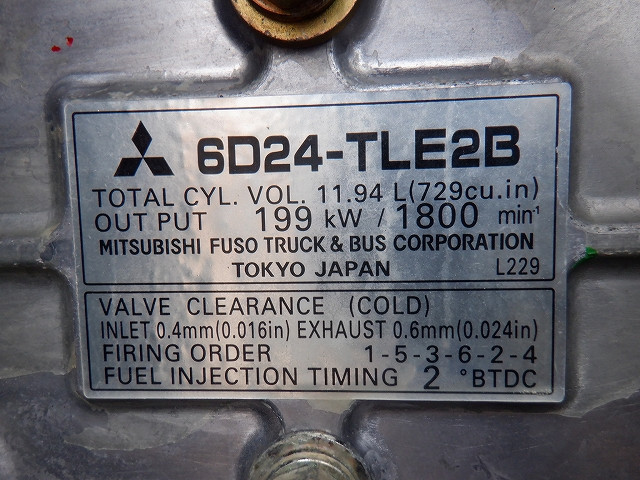 6D24-TLE2B
TOTAL CYL. VOL. 11.94 L(729cu.in)
OUT PUT 199 kW / 1800 min-1
MITSUBISHI FUSO TRUCK & BUS CORPORATION
TOKYO JAPAN L229
VALVE CLEARANCE (COLD)
INLET 0.4mm(0.016in) EXHAUST 0.6mm(0.024in)
FIRING ORDER 1-5-3-6-2-4
FUEL INJECTION TIMING 2 °BTDC